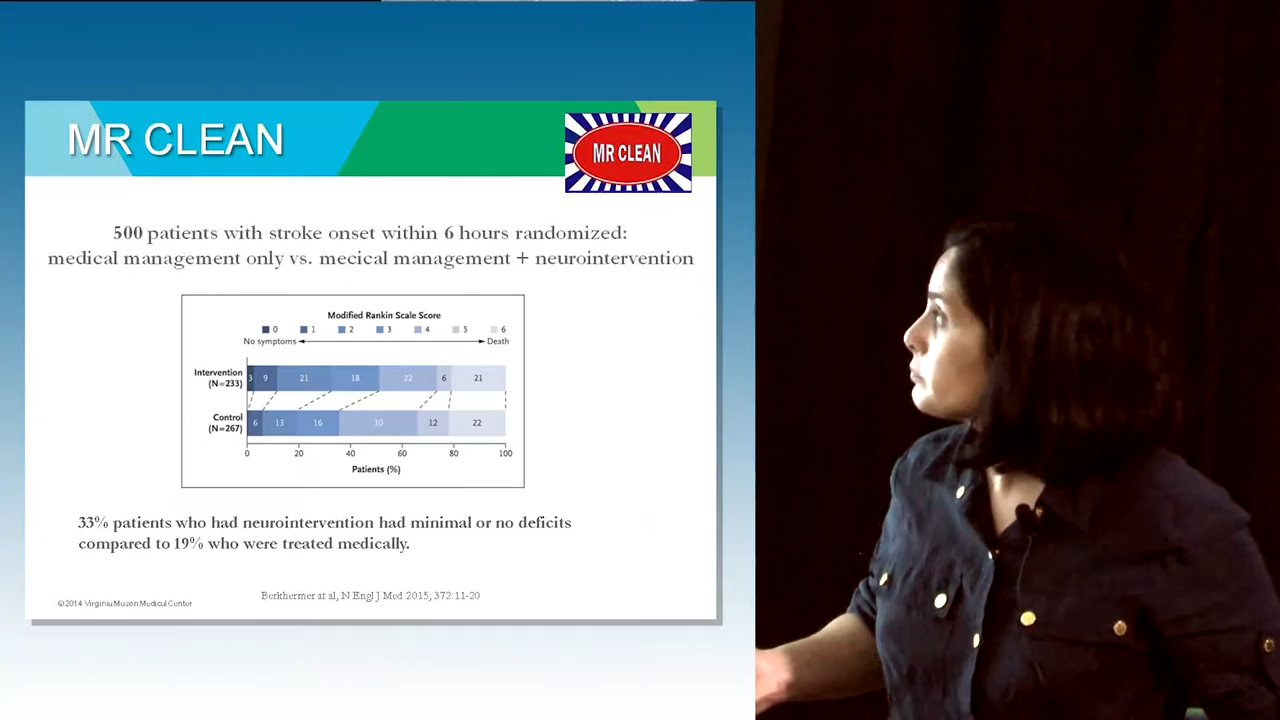 MR CLEAN
MR CLEAN
500 patients with stroke onset within 6 hours randomized:
medical management only vs. mecical management + neurointervention
Modified Rankin Scale Score
0 1 2 3 4 5 6
No symptoms Death
Intervention
(N=233)
3 9 21 18 22 6 21
Control
(N=267)
6 13 16 30 12 22
0 20 40 60 80 100
Patients (%)
33% patients who had neurointervention had minimal or no deficits
compared to 19% who were treated medically.
Berkhermer at al, N Engl J Med 2015; 372:11-20
©2014 Virginia Mason Medical Center